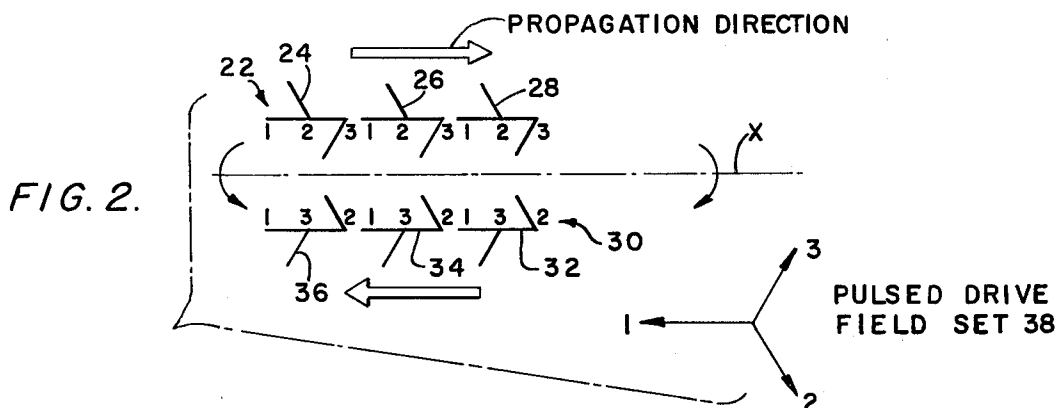 PROPAGATION DIRECTION
22 24 26 28
1 2 3 1 2 3 1 2 3
X
FIG. 2.
1 3 2 1 3 2 1 3 2
30
36 34 32
3
1
2
PULSED DRIVE
FIELD SET 38